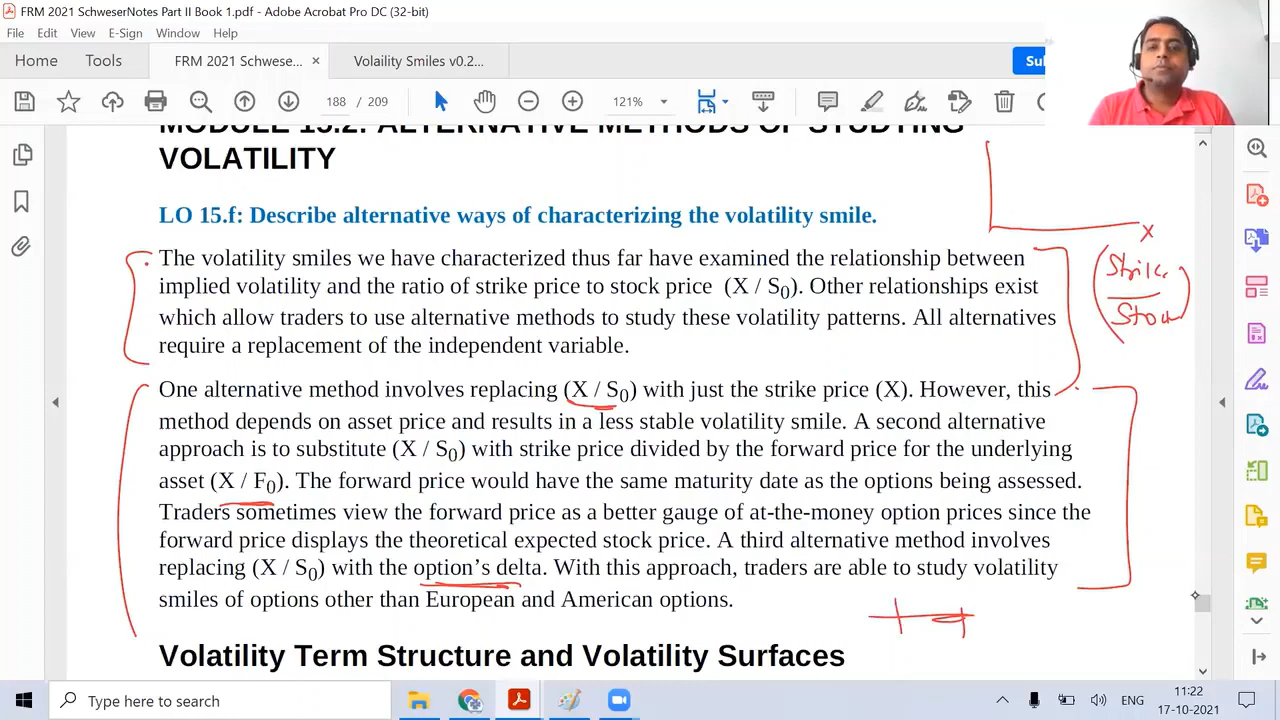 FRM 2021 SchweserNotes Part II Book 1.pdf - Adobe Acrobat Pro DC (32-bit)
File Edit View E-Sign Window Help
Home Tools FRM 2021 Schwese... × Volaility Smiles v0.2...
188 / 209 121%
MODULE 15.2: ALTERNATIVE METHODS OF STUDYING
VOLATILITY
LO 15.f: Describe alternative ways of characterizing the volatility smile.
X
The volatility smiles we have characterized thus far have examined the relationship between
implied volatility and the ratio of strike price to stock price (X / S0). Other relationships exist
which allow traders to use alternative methods to study these volatility patterns. All alternatives
require a replacement of the independent variable.
Strike
One alternative method involves replacing (X / S0) with just the strike price (X). However, this
method depends on asset price and results in a less stable volatility smile. A second alternative
approach is to substitute (X / S0) with strike price divided by the forward price for the underlying
asset (X / F0). The forward price would have the same maturity date as the options being assessed.
Traders sometimes view the forward price as a better gauge of at-the-money option prices since the
forward price displays the theoretical expected stock price. A third alternative method involves
replacing (X / S0) with the option’s delta. With this approach, traders are able to study volatility
smiles of options other than European and American options.
Volatility Term Structure and Volatility Surfaces
Type here to search
ENG
11:22
17-10-2021